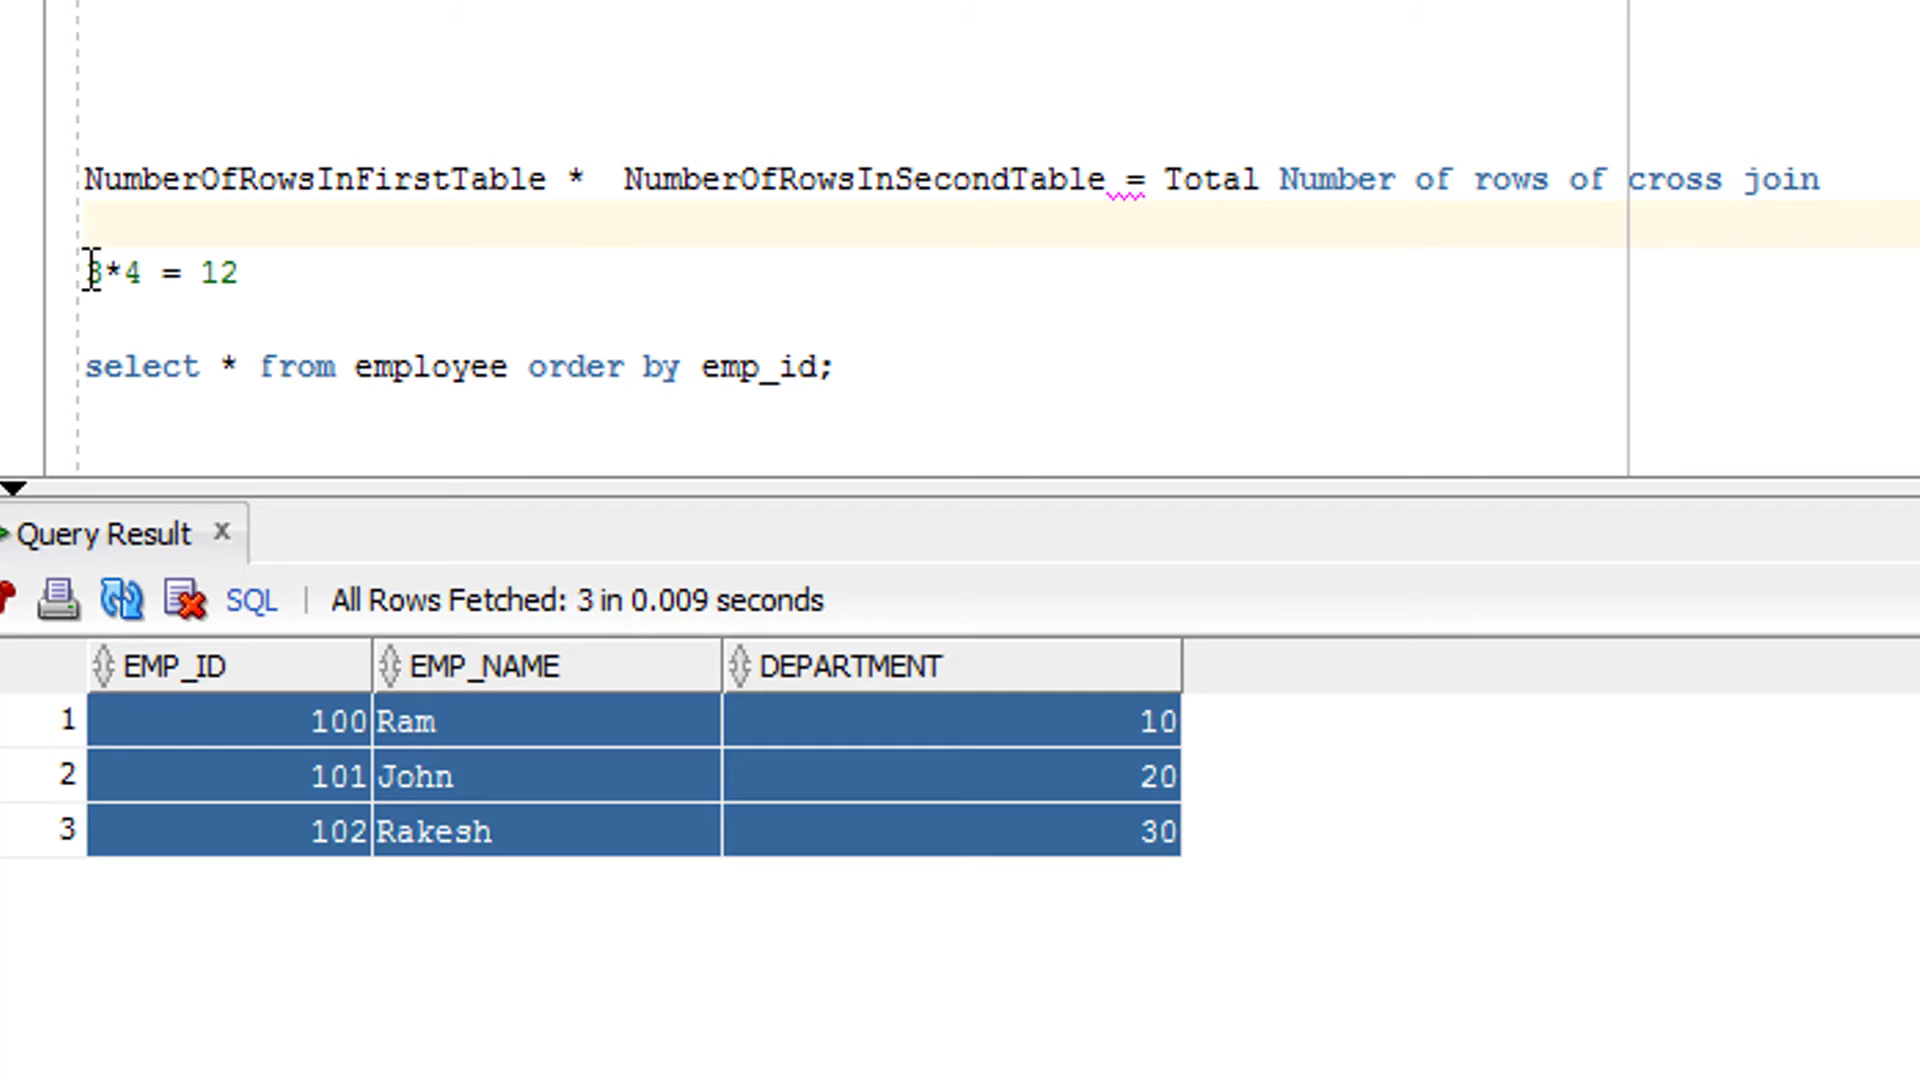 NumberOfRowsInFirstTable *  NumberOfRowsInSecondTable = Total Number of rows of cross join
3*4 = 12
select * from employee order by emp_id;
Query Result x
SQL | All Rows Fetched: 3 in 0.009 seconds
EMP_ID EMP_NAME DEPARTMENT
1 100 Ram 10
2 101 John 20
3 102 Rakesh 30